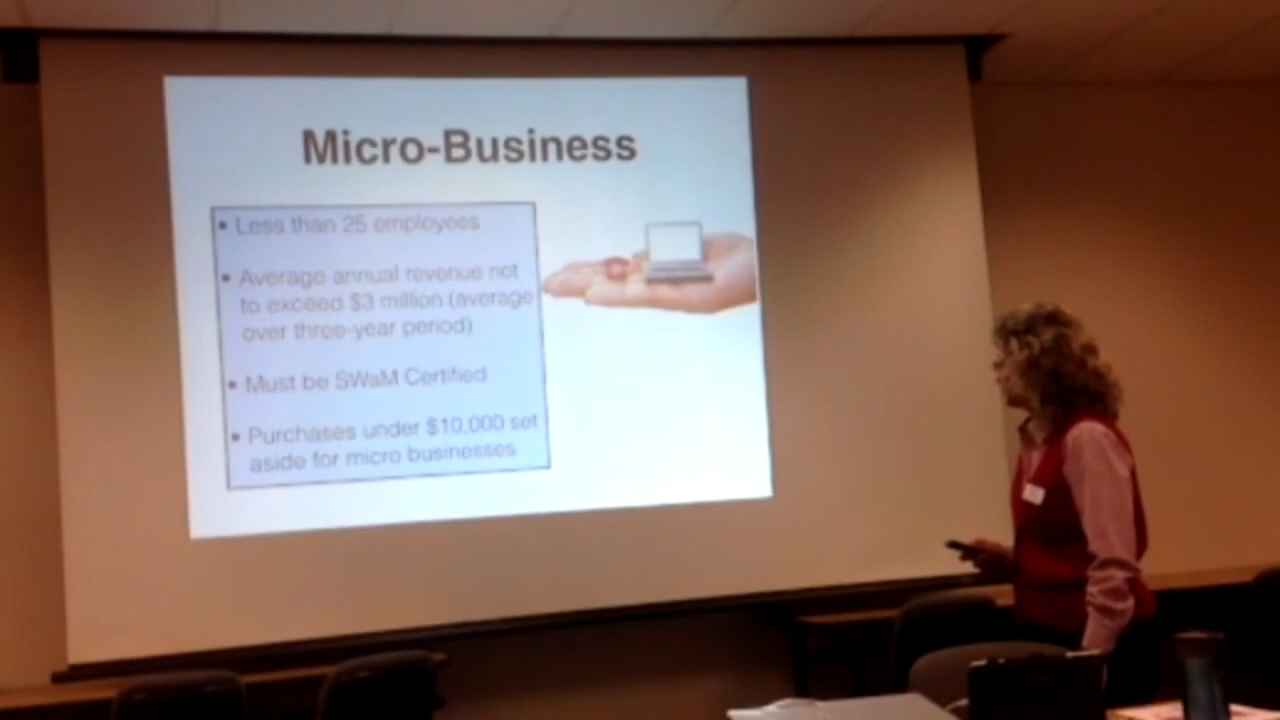 Micro-Business
• Less than 25 employees
• Average annual revenue not
to exceed $3 million (average
over three-year period)
• Must be SWaM Certified
• Purchases under $10,000 set
aside for micro businesses